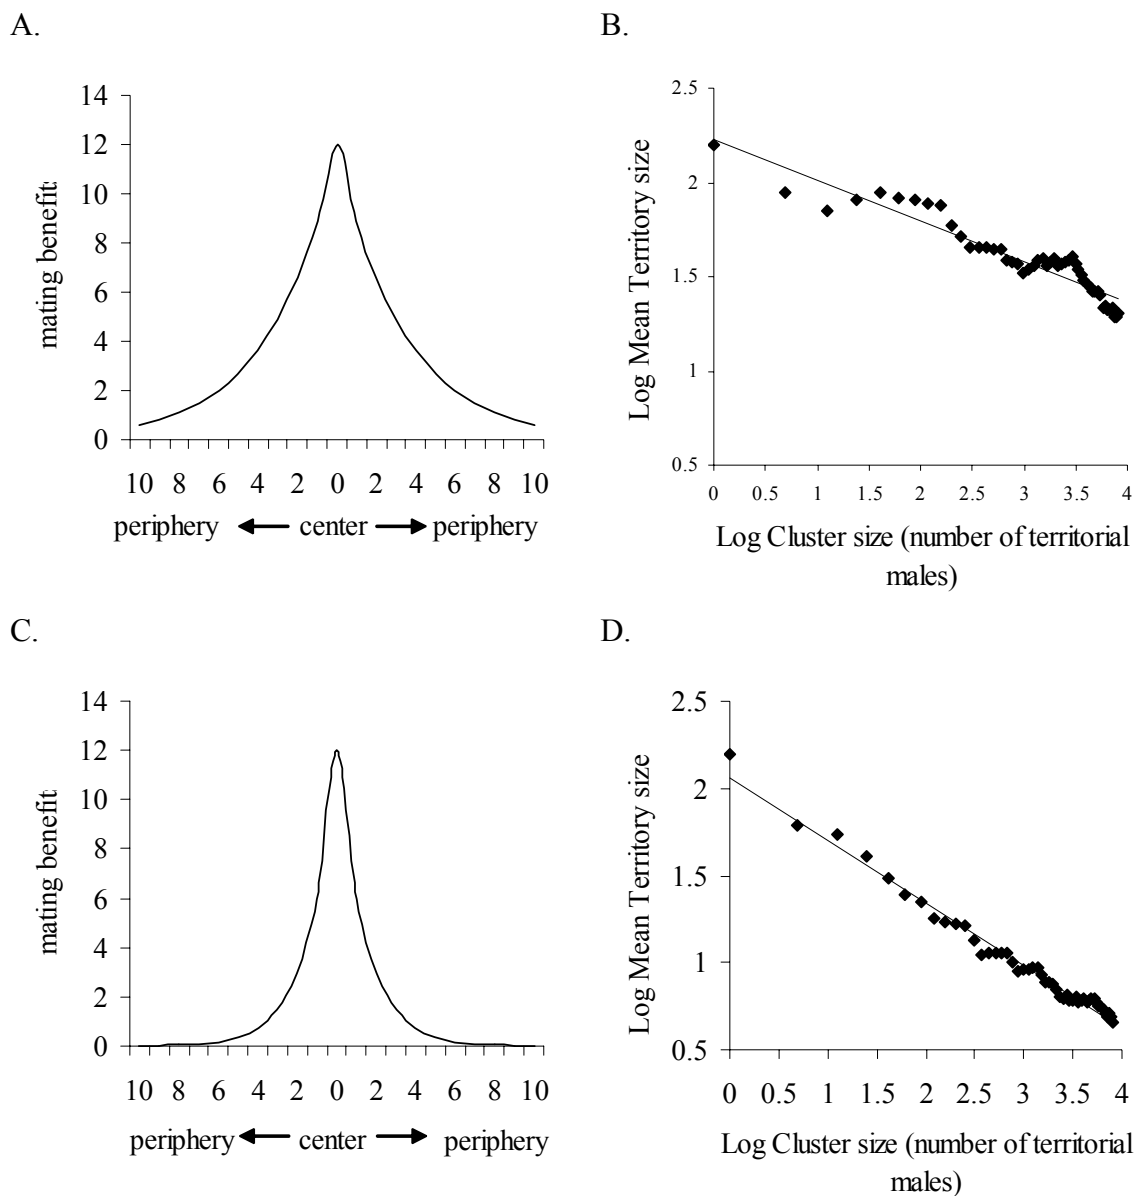 A.
14
12
10
8
6
4
2
0
mating benefit
10 8 6 4 2 0 2 4 6 8 10
periphery center periphery
B.
2.5
2
1.5
1
0.5
Log Mean Territory size
0 0.5 1 1.5 2 2.5 3 3.5 4
Log Cluster size (number of territorial
males)
C.
14
12
10
8
6
4
2
0
mating benefit
10 8 6 4 2 0 2 4 6 8 10
periphery center periphery
D.
2.5
2
1.5
1
0.5
Log Mean Territory size
0 0.5 1 1.5 2 2.5 3 3.5 4
Log Cluster size (number of territorial
males)